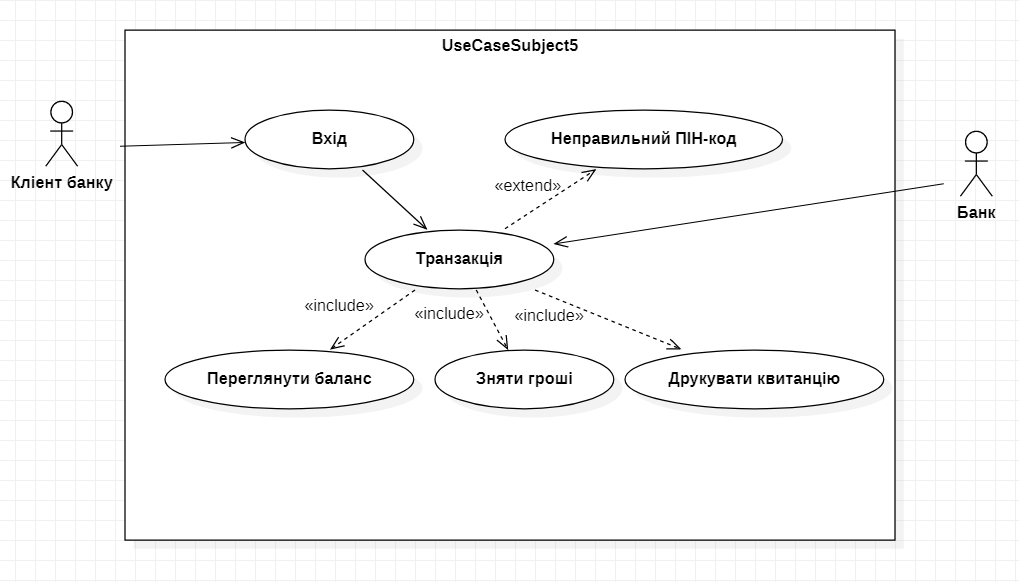 UseCaseSubject5
Вхід
Неправильний ПІН-код
Клієнт банку
«extend»
Банк
Транзакція
«include»
«include»
«include»
Переглянути баланс
Зняти гроші
Друкувати квитанцію